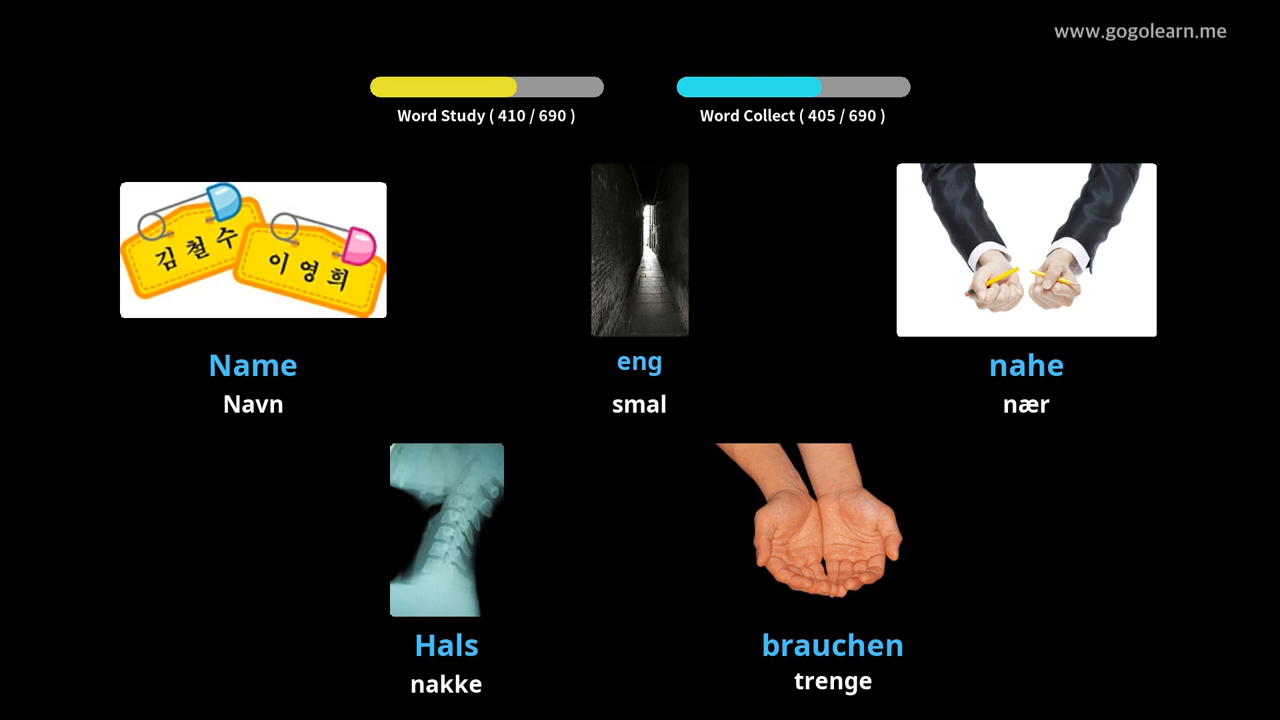 www.gogolearn.me
Word Study ( 410 / 690 )
Word Collect ( 405 / 690 )
김철수
이영희
Name
Navn
eng
smal
nahe
nær
Hals
nakke
brauchen
trenge